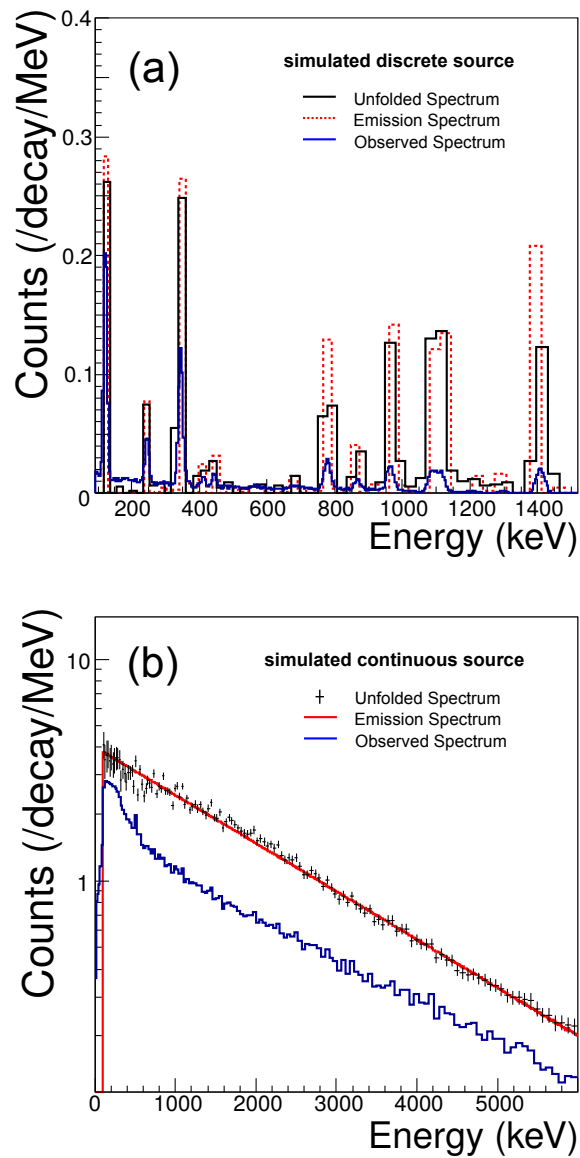 (a)
simulated discrete source
Unfolded Spectrum
Emission Spectrum
Observed Spectrum
Counts (/decay/MeV)
0.4
0.3
0.2
0.1
0
200 400 600 800 1000 1200 1400
Energy (keV)
(b)
simulated continuous source
Unfolded Spectrum
Emission Spectrum
Observed Spectrum
Counts (/decay/MeV)
10
1
0 1000 2000 3000 4000 5000
Energy (keV)